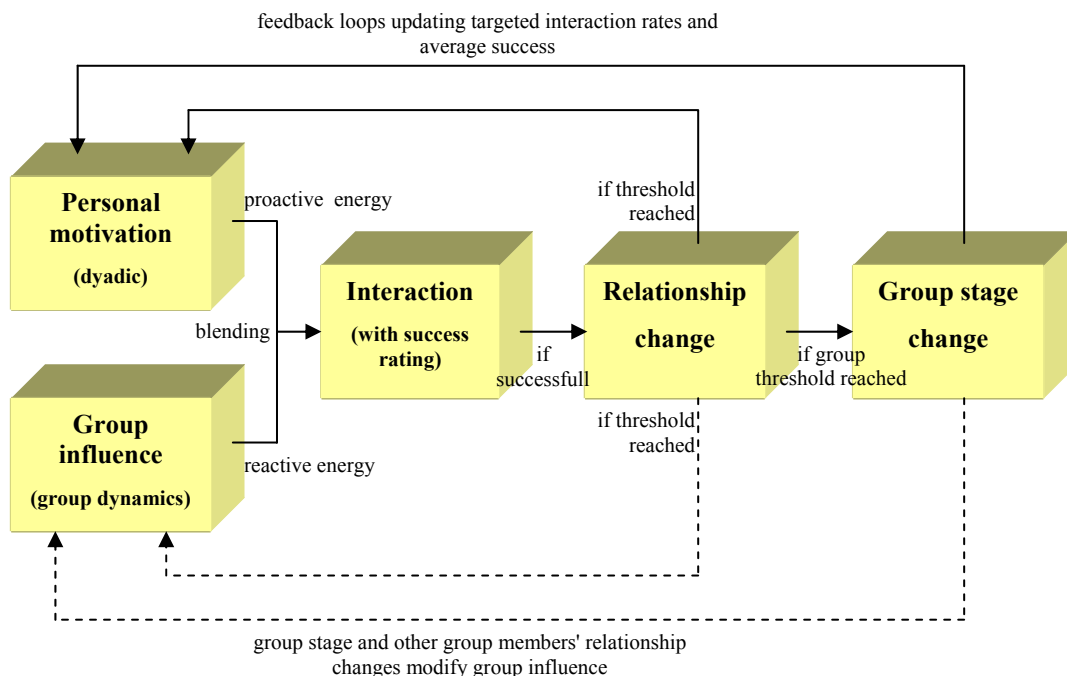 feedback loops updating targeted interaction rates and
average success
Personal
motivation
(dyadic)
proactive energy
if threshold
reached
blending
Interaction
(with success
rating)
if
successfull
Relationship
change
if group
threshold reached
Group stage
change
Group
influence
(group dynamics)
reactive energy
if threshold
reached
group stage and other group members' relationship
changes modify group influence